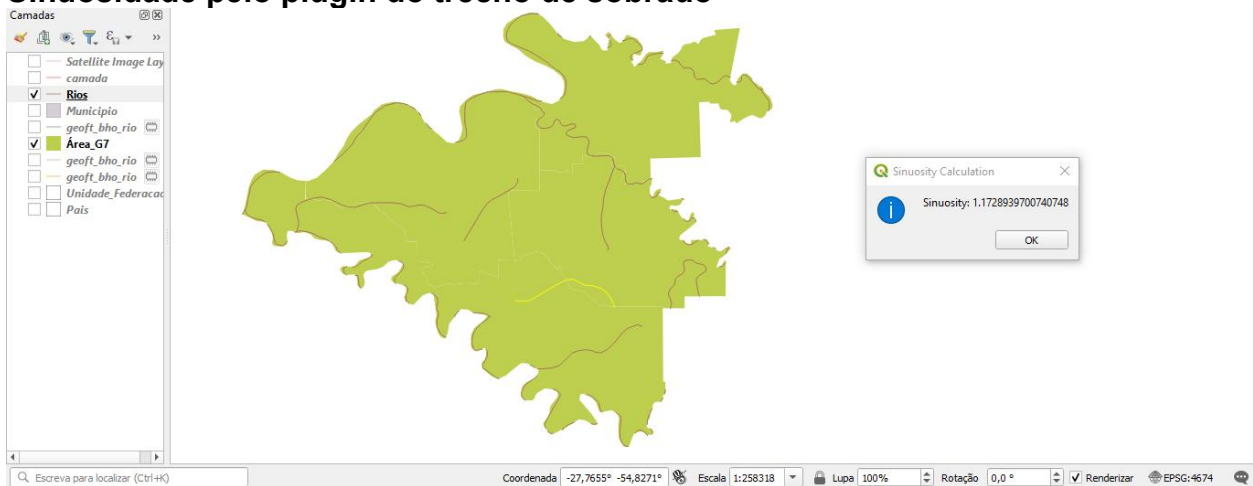 Sinuosidade pelo plugin do trecho do sobrado
Camadas
Satellite Image Lay
camada
Rios
Municipio
geoft_bho_rio
Área_G7
geoft_bho_rio
geoft_bho_rio
Unidade_Federacac
Pais
Sinuosity Calculation
Sinuosity: 1.1728939700740748
OK
Escreva para localizar (Ctrl+K)
Coordenada -27,7655° -54,8271° Escala 1:258318 Lupa 100% Rotação 0,0 ° Renderizar EPSG:4674